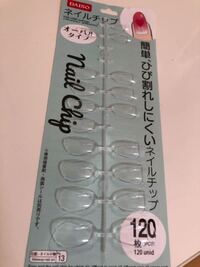 DAISO
ネイルチップ
オーバル
タイプ
Nail Chip
簡単、ひび割れしにくい
ネイルチップ
120
枚
120 unid
13